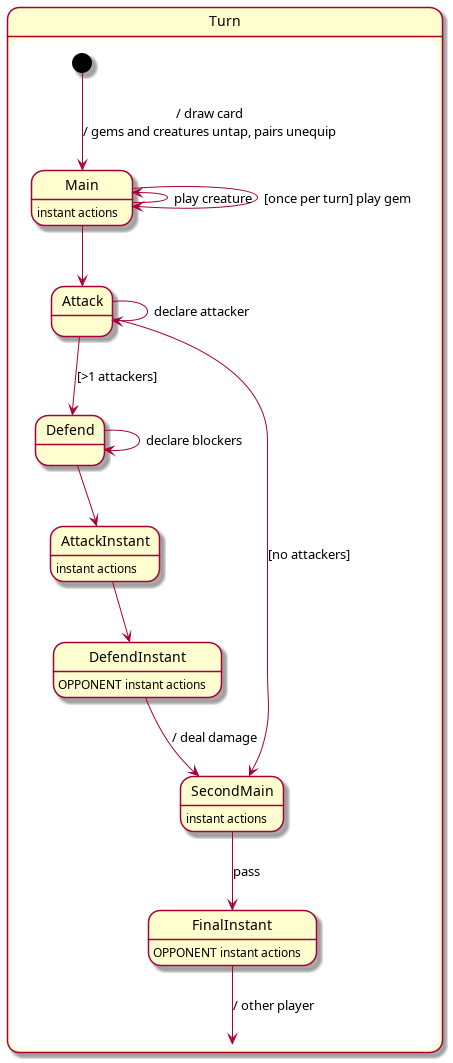 Turn
/ draw card
/ gems and creatures untap, pairs unequip
Main
instant actions
play creature
[once per turn] play gem
Attack
declare attacker
[>1 attackers]
Defend
declare blockers
AttackInstant
instant actions
[no attackers]
DefendInstant
OPPONENT instant actions
/ deal damage
SecondMain
instant actions
pass
FinalInstant
OPPONENT instant actions
/ other player